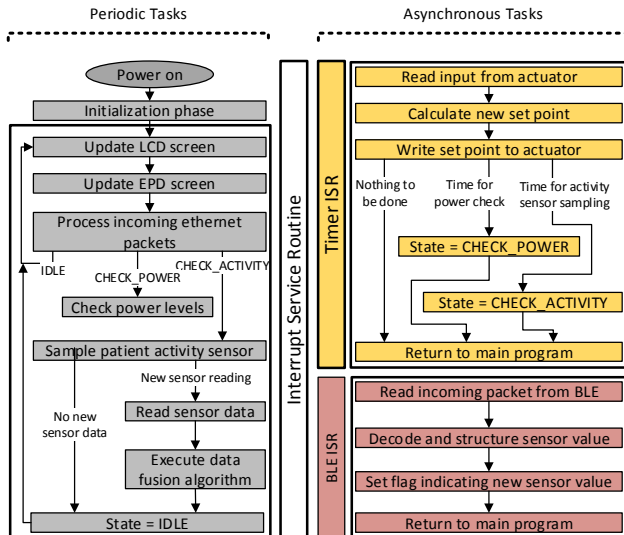 Periodic Tasks
Asynchronous Tasks
Power on
Initialization phase
Update LCD screen
Update EPD screen
Process incoming ethernet
packets
IDLE
CHECK_POWER
CHECK_ACTIVITY
Check power levels
Sample patient activity sensor
New sensor reading
No new
sensor data
Read sensor data
Execute data
fusion algorithm
State = IDLE
Interrupt Service Routine
Timer ISR
Read input from actuator
Calculate new set point
Write set point to actuator
Nothing to
be done
Time for
power check
Time for activity
sensor sampling
State = CHECK_POWER
State = CHECK_ACTIVITY
Return to main program
BLE ISR
Read incoming packet from BLE
Decode and structure sensor value
Set flag indicating new sensor value
Return to main program